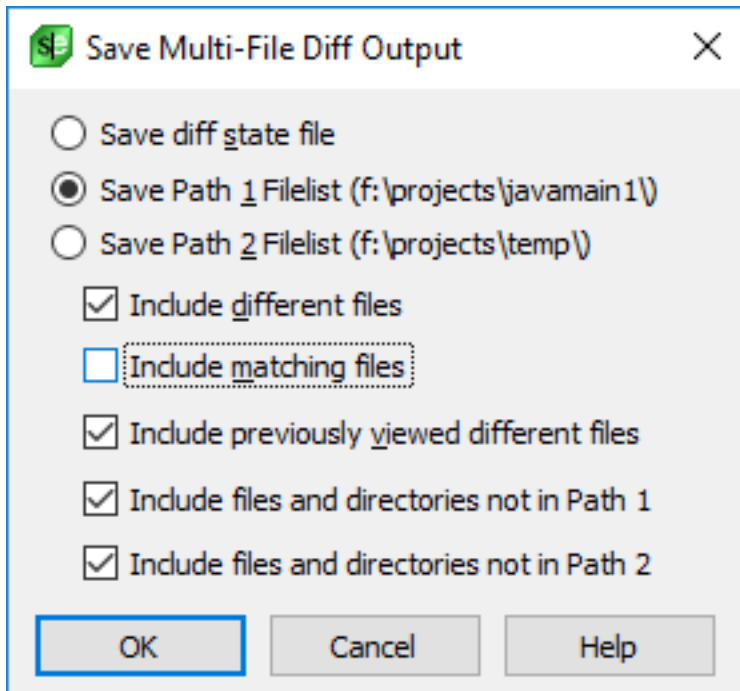 Save Multi-File Diff Output
Save diff state file
Save Path 1 Filelist (f:\projects\javamain1\)
Save Path 2 Filelist (f:\projects\temp\)
Include different files
Include matching files
Include previously viewed different files
Include files and directories not in Path 1
Include files and directories not in Path 2
OK Cancel Help